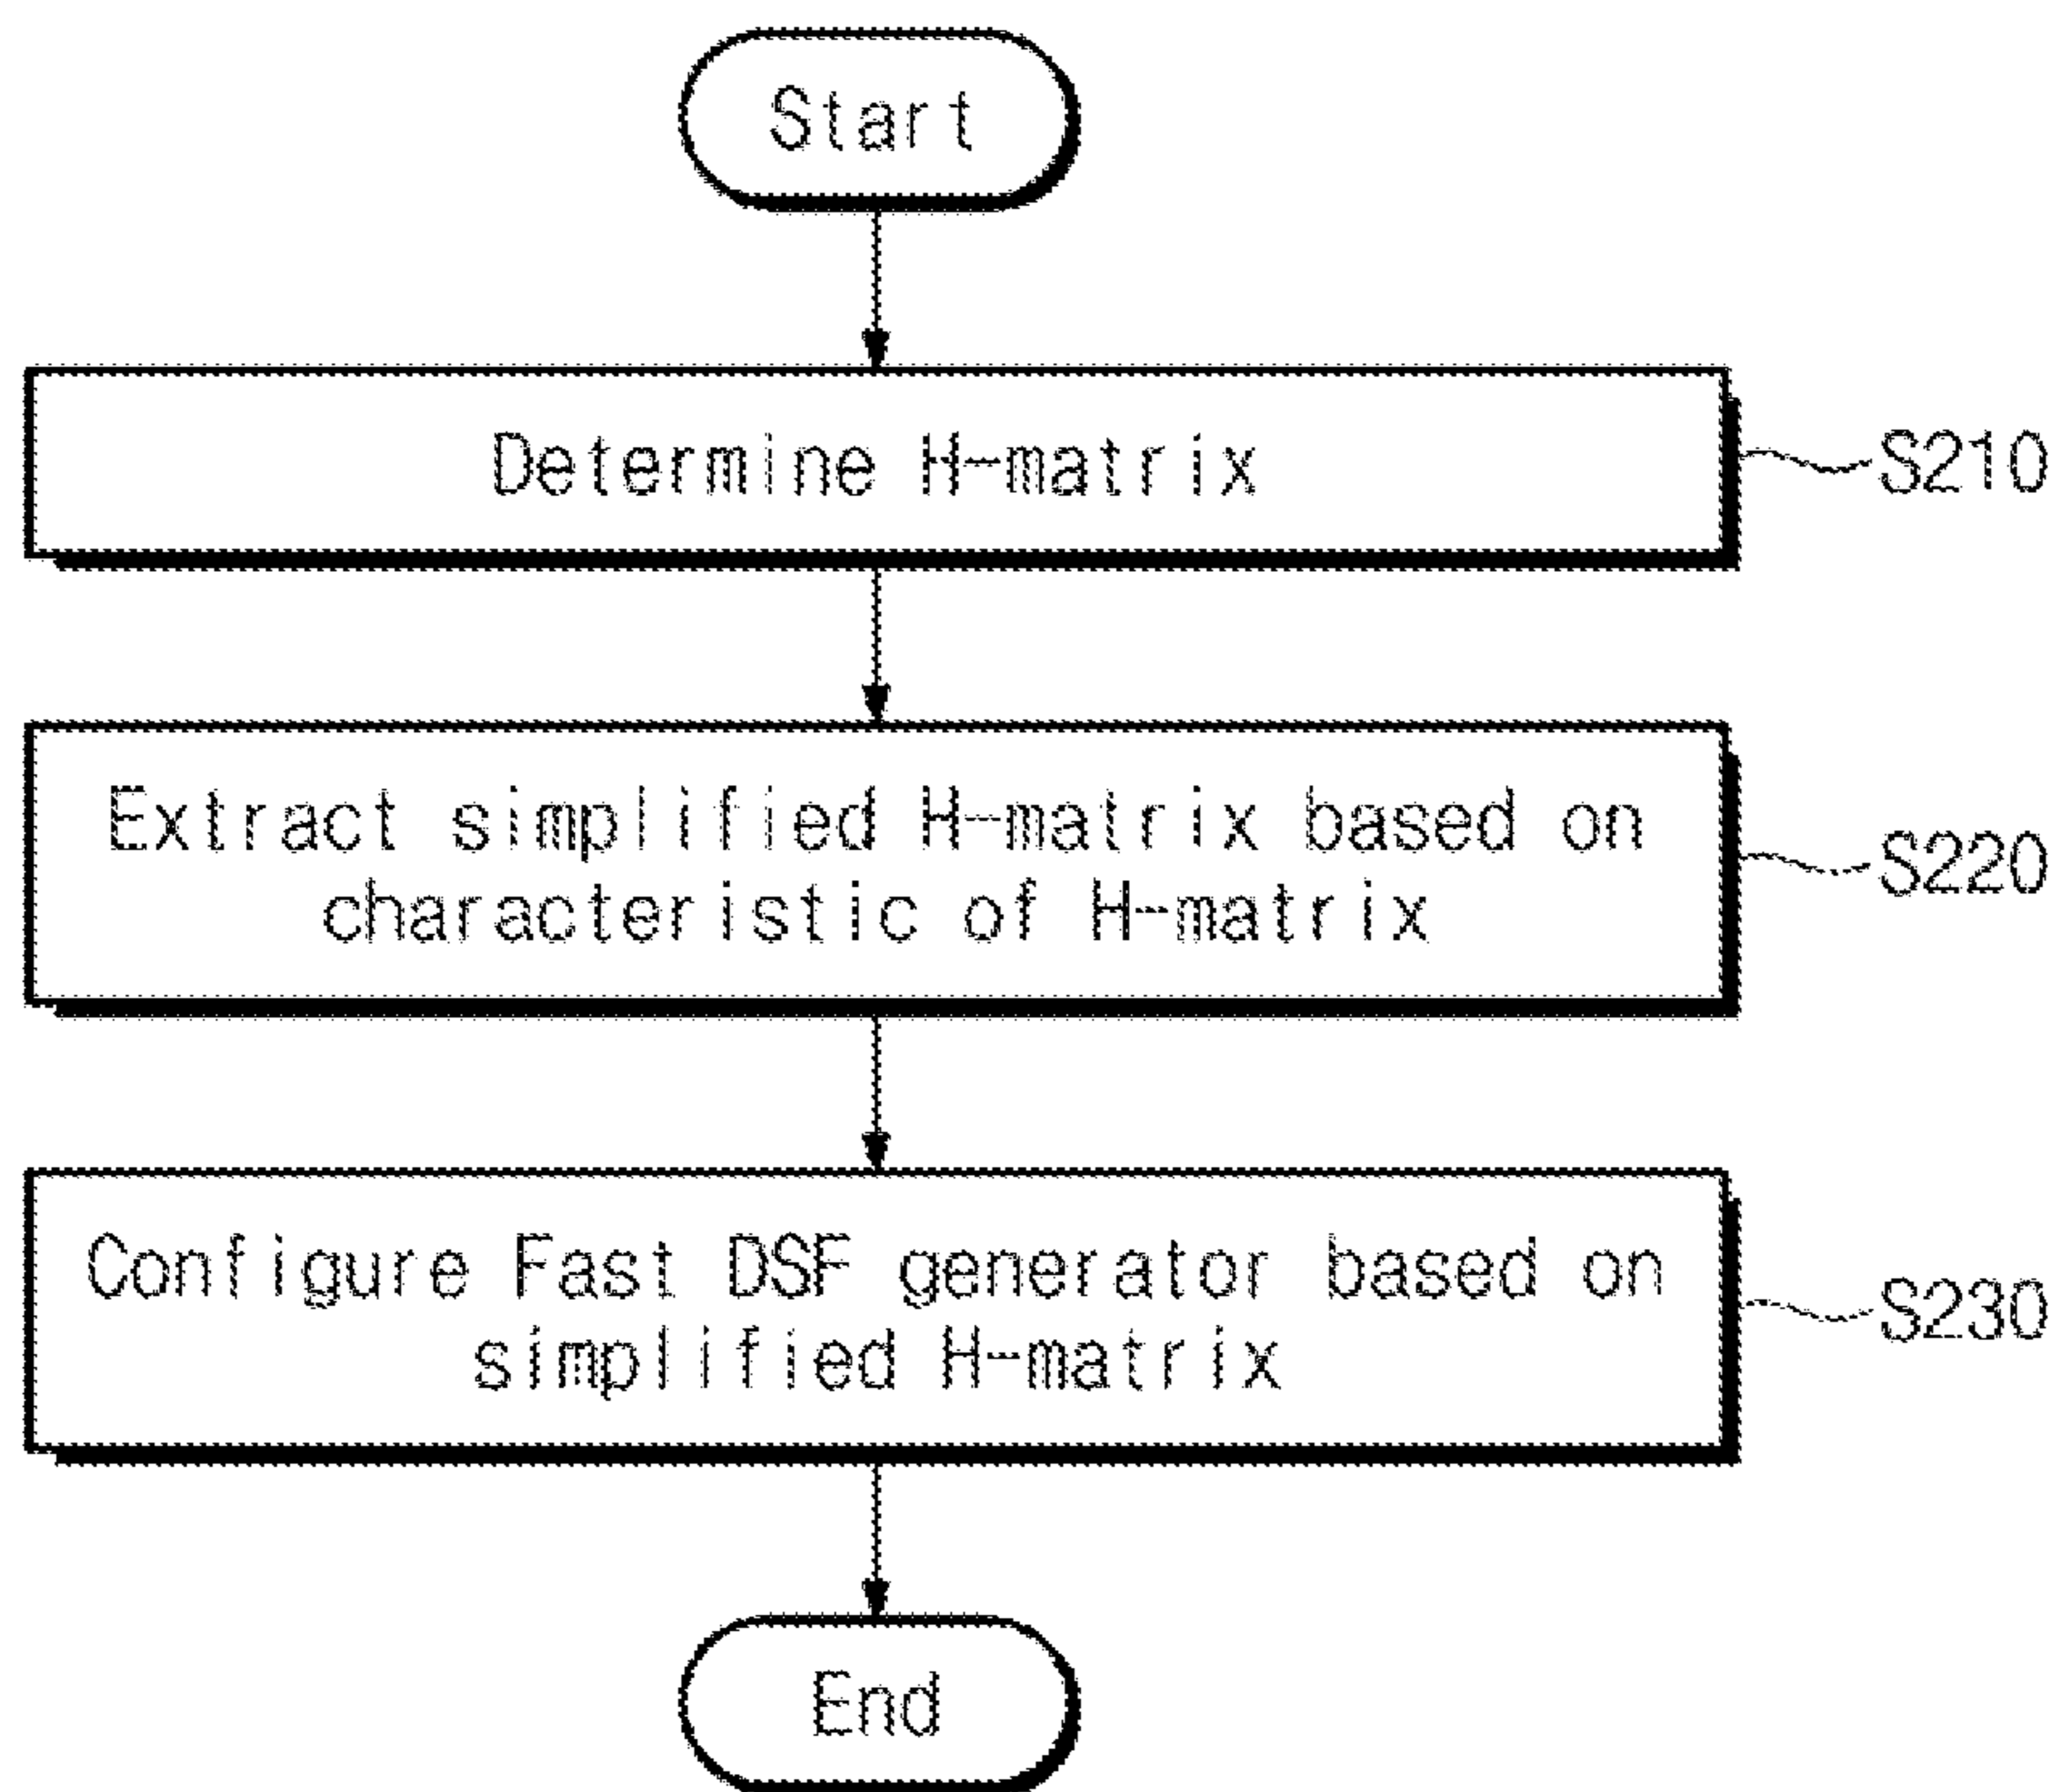 Start
Determine H-matrix
S210
Extract simplified H-matrix based on
characteristic of H-matrix
S220
Configure Fast DSF generator based on
simplified H-matrix
S230
End